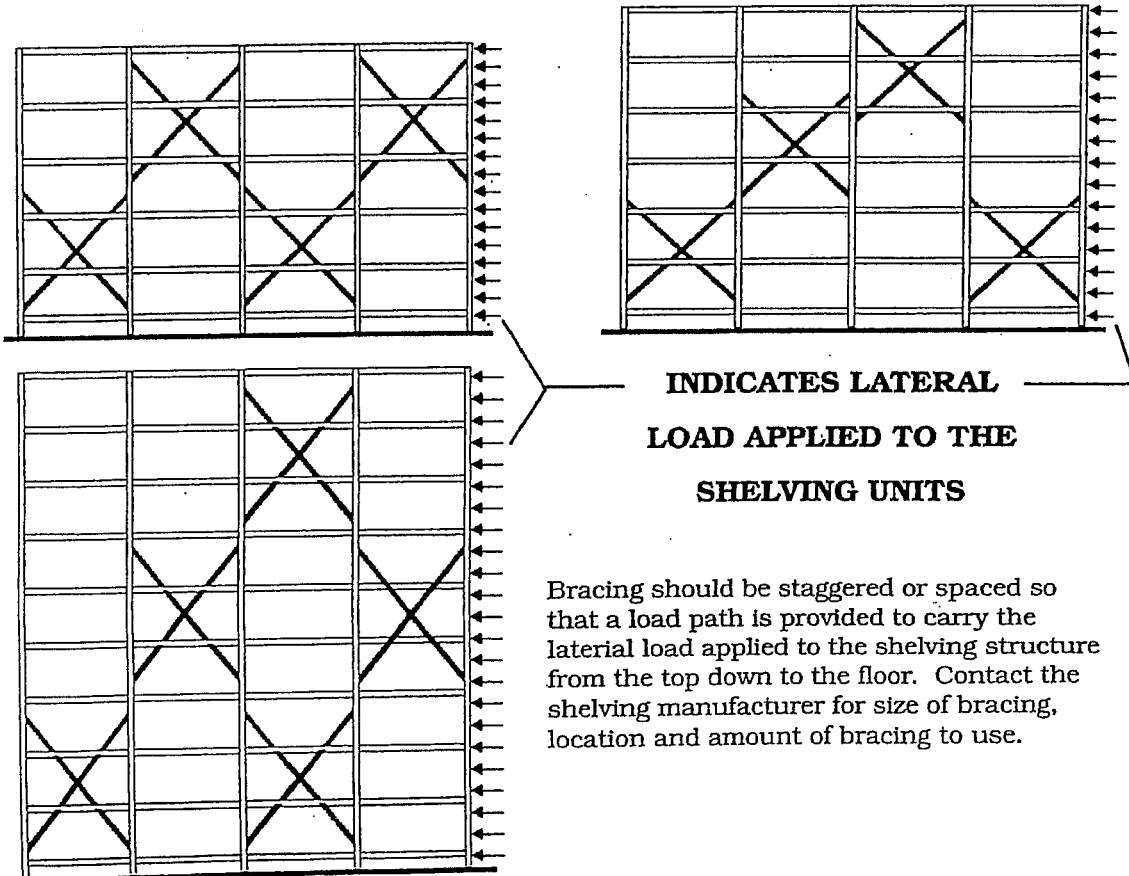 INDICATES LATERAL
LOAD APPLIED TO THE
SHELVING UNITS
Bracing should be staggered or spaced so
that a load path is provided to carry the
laterial load applied to the shelving structure
from the top down to the floor.  Contact the
shelving manufacturer for size of bracing,
location and amount of bracing to use.